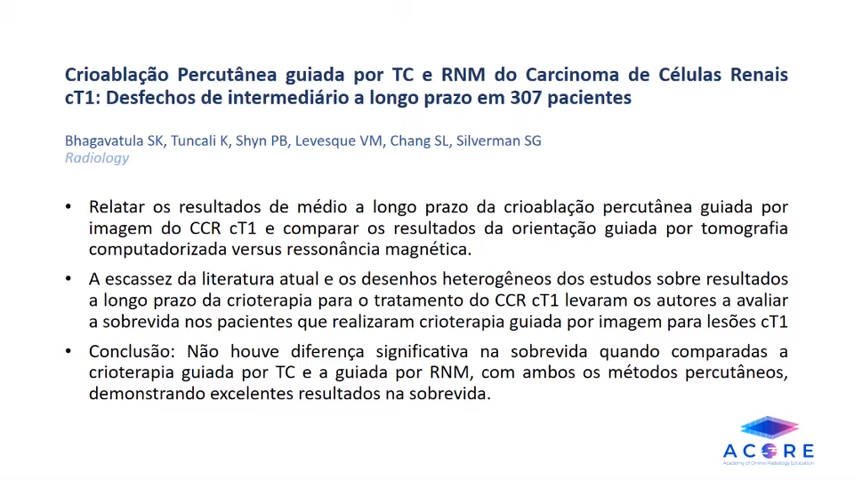 Crioablação Percutânea guiada por TC e RNM do Carcinoma de Células Renais
cT1: Desfechos de intermediário a longo prazo em 307 pacientes
Bhagavatula SK, Tuncali K, Shyn PB, Levesque VM, Chang SL, Silverman SG
Radiology
• Relatar os resultados de médio a longo prazo da crioablação percutânea guiada por
imagem do CCR cT1 e comparar os resultados da orientação guiada por tomografia
computadorizada versus ressonância magnética.
• A escassez da literatura atual e os desenhos heterogêneos dos estudos sobre resultados
a longo prazo da crioterapia para o tratamento do CCR cT1 levaram os autores a avaliar
a sobrevida nos pacientes que realizaram crioterapia guiada por imagem para lesões cT1
• Conclusão: Não houve diferença significativa na sobrevida quando comparadas a
crioterapia guiada por TC e a guiada por RNM, com ambos os métodos percutâneos,
demonstrando excelentes resultados na sobrevida.
ACORE
Academy of Online Radiology Education